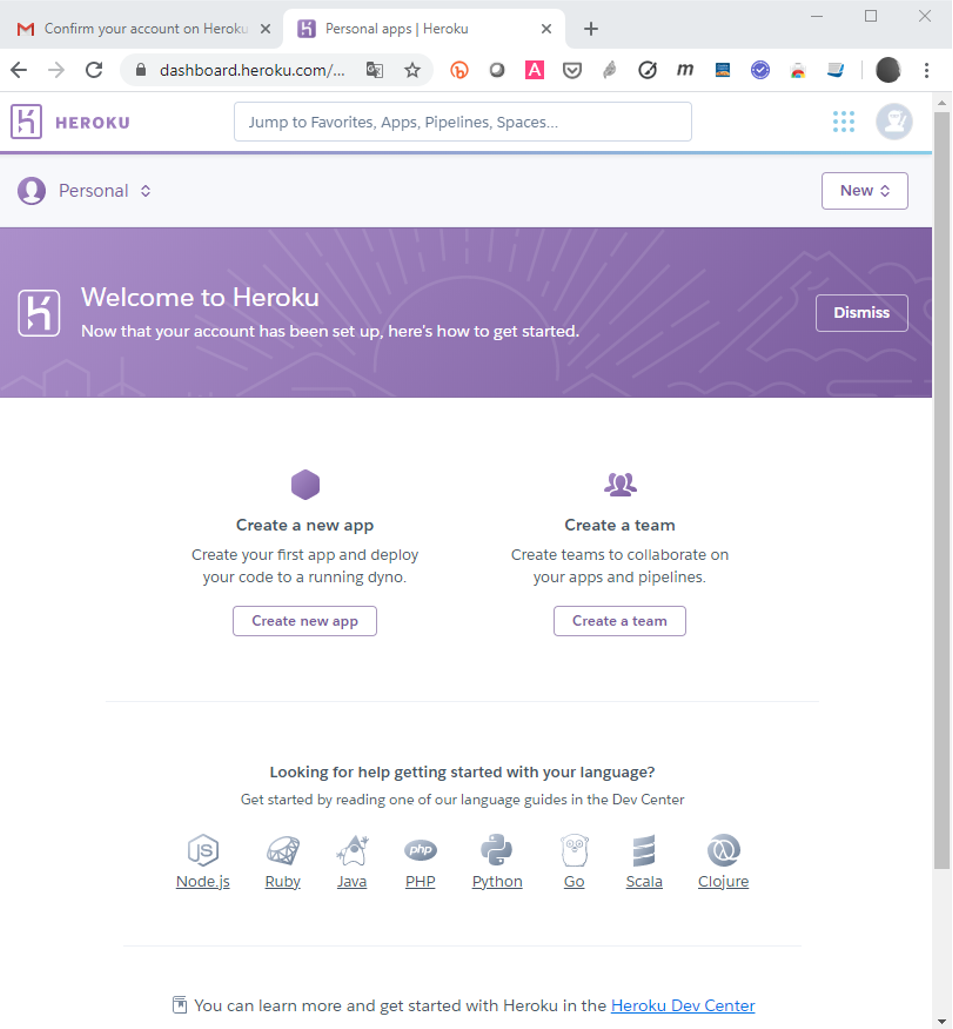 Confirm your account on Heroku
Personal apps | Heroku
dashboard.heroku.com/...
HEROKU
Jump to Favorites, Apps, Pipelines, Spaces...
Personal
New
Welcome to Heroku
Now that your account has been set up, here's how to get started.
Dismiss
Create a new app
Create your first app and deploy
your code to a running dyno.
Create new app
Create a team
Create teams to collaborate on
your apps and pipelines.
Create a team
Looking for help getting started with your language?
Get started by reading one of our language guides in the Dev Center
JS
php
Node.js
Ruby
Java
PHP
Python
Go
Scala
Clojure
You can learn more and get started with Heroku in the Heroku Dev Center